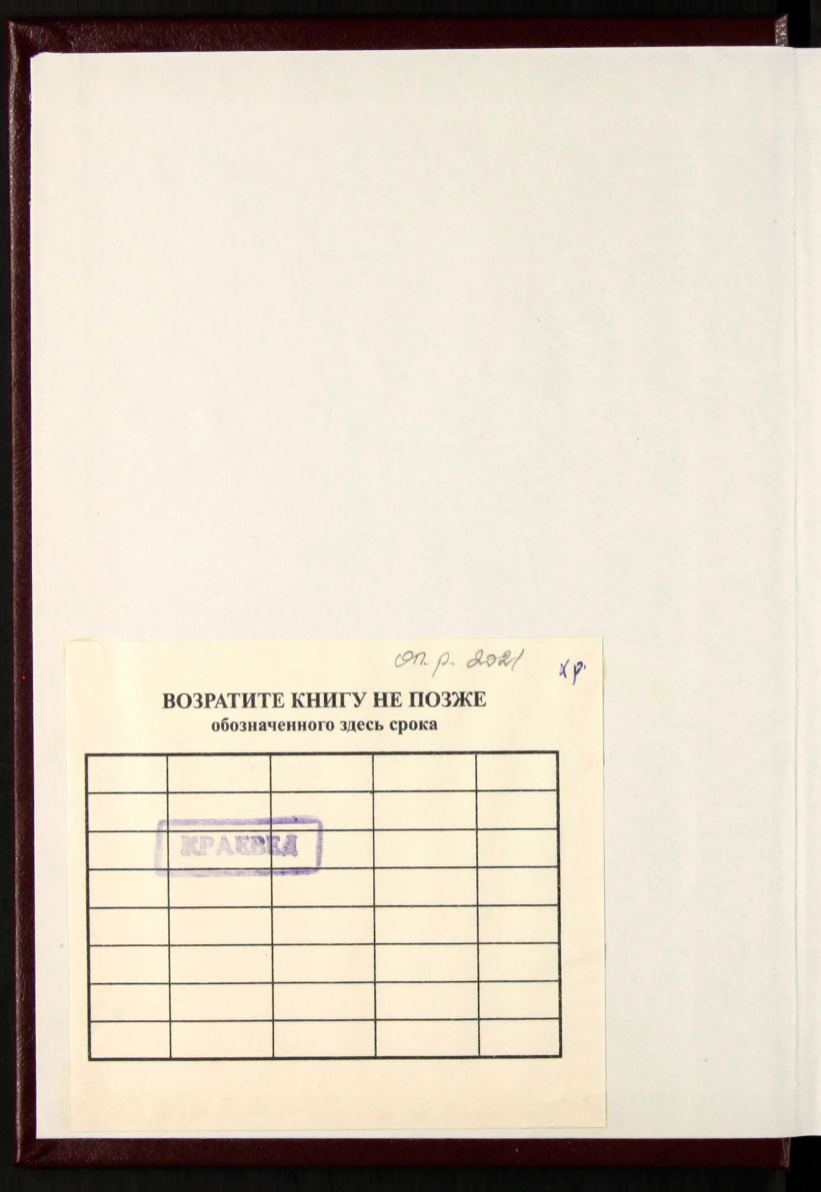 оп. р. 2021 хр.
ВОЗРАТИТЕ КНИГУ НЕ ПОЗЖЕ
обозначенного здесь срока
КРАЕВЕД